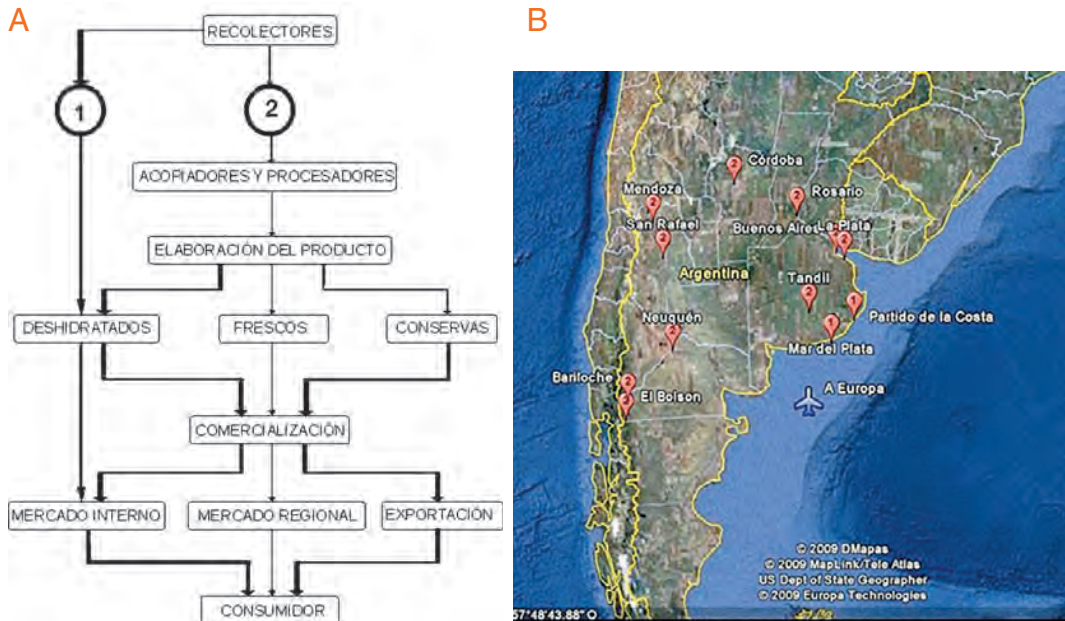 A
RECOLECTORES
1
2
ACOPIADORES Y PROCESADORES
ELABORACIÓN DEL PRODUCTO
DESHIDRATADOS
FRESCOS
CONSERVAS
COMERCIALIZACIÓN
MERCADO INTERNO
MERCADO REGIONAL
EXPORTACIÓN
CONSUMIDOR
B
2
Córdoba
Mendoza
2
2
Rosario
San Rafael
2
Buenos Aires
La Plata
2
Argentina
Tandil
2
1
Partido de la Costa
Neuquén
2
1
Mar del Plata
Bariloche
2
El Bolson
A Europa
© 2009 DMapas
© 2009 MapLink/Tele Atlas
US Dept of State Geographer
© 2009 Europa Technologies
57°48'43.88" O